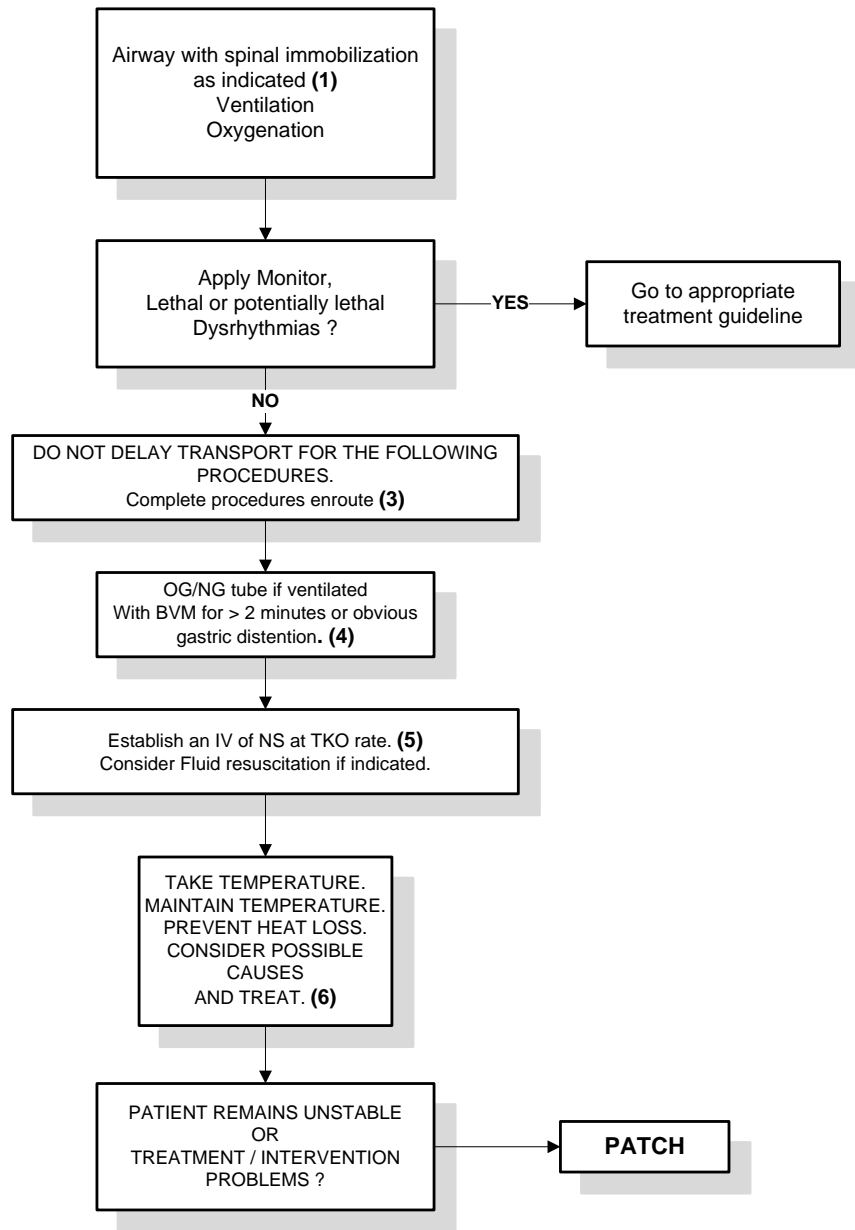 Airway with spinal immobilization
as indicated (1)
Ventilation
Oxygenation
Apply Monitor,
Lethal or potentially lethal
Dysrhythmias ?
YES
Go to appropriate
treatment guideline
NO
DO NOT DELAY TRANSPORT FOR THE FOLLOWING
PROCEDURES.
Complete procedures enroute (3)
OG/NG tube if ventilated
With BVM for > 2 minutes or obvious
gastric distention. (4)
Establish an IV of NS at TKO rate. (5)
Consider Fluid resuscitation if indicated.
TAKE TEMPERATURE.
MAINTAIN TEMPERATURE.
PREVENT HEAT LOSS.
CONSIDER POSSIBLE
CAUSES
AND TREAT. (6)
PATIENT REMAINS UNSTABLE
OR
TREATMENT / INTERVENTION
PROBLEMS ?
PATCH